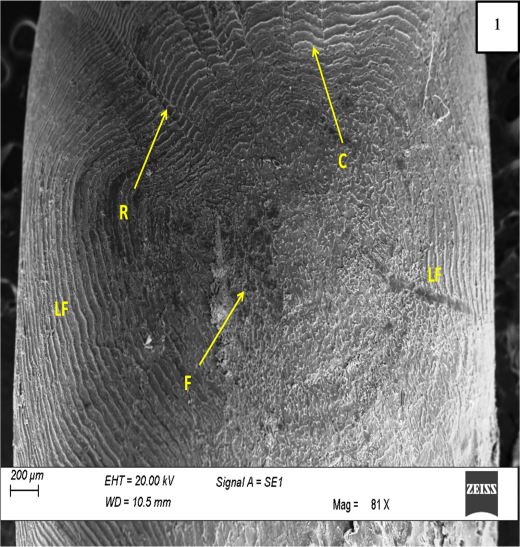 1
C
R
LF
LF
F
200 μm
EHT = 20.00 kV
Signal A = SE1
WD = 10.5 mm
Mag = 81 X
ZEISS